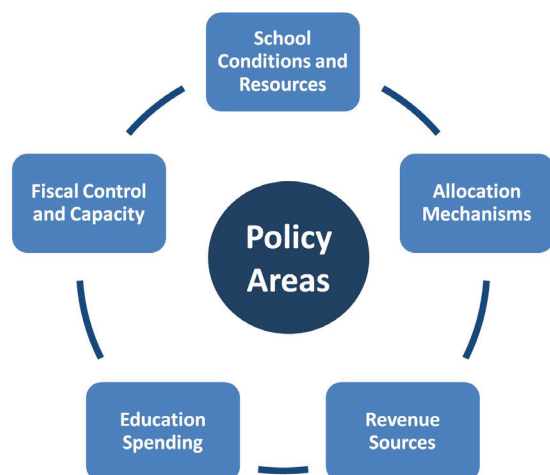 School
Conditions and
Resources
Fiscal Control
and Capacity
Allocation
Mechanisms
Policy
Areas
Education
Spending
Revenue
Sources